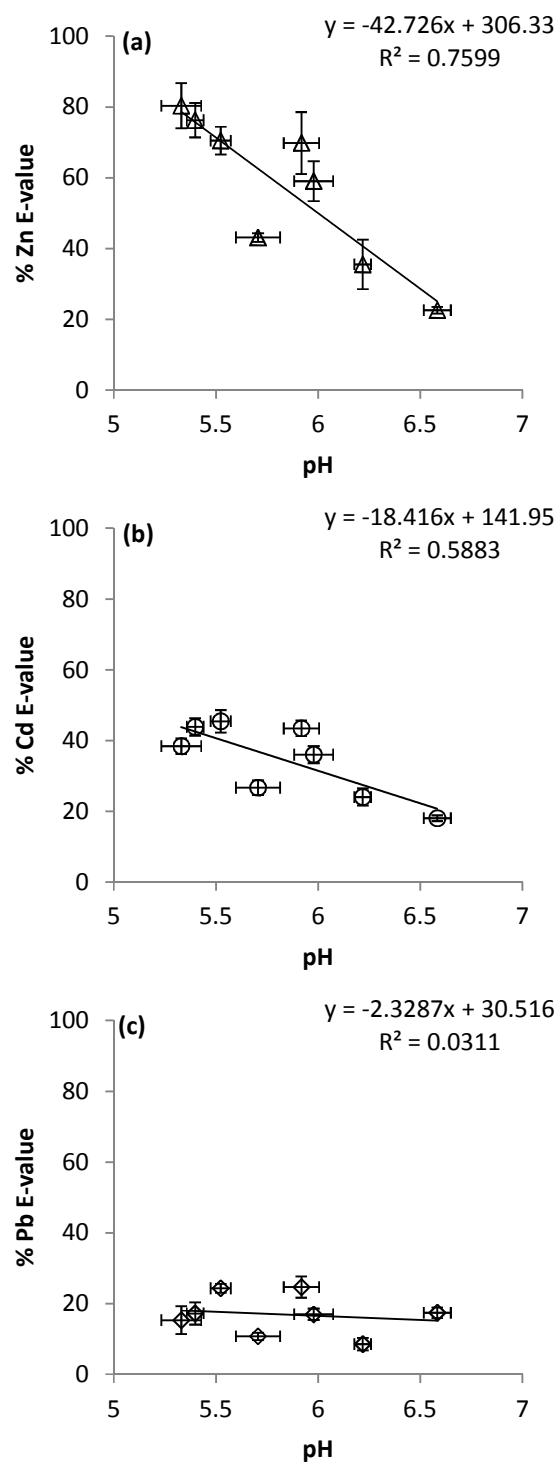 y = -42.726x + 306.33
R² = 0.7599
(a)
100
80
60
40
20
0
% Zn E-value
5 5.5 6 6.5 7
pH
y = -18.416x + 141.95
R² = 0.5883
(b)
100
80
60
40
20
0
% Cd E-value
5 5.5 6 6.5 7
pH
y = -2.3287x + 30.516
R² = 0.0311
(c)
100
80
60
40
20
0
% Pb E-value
5 5.5 6 6.5 7
pH